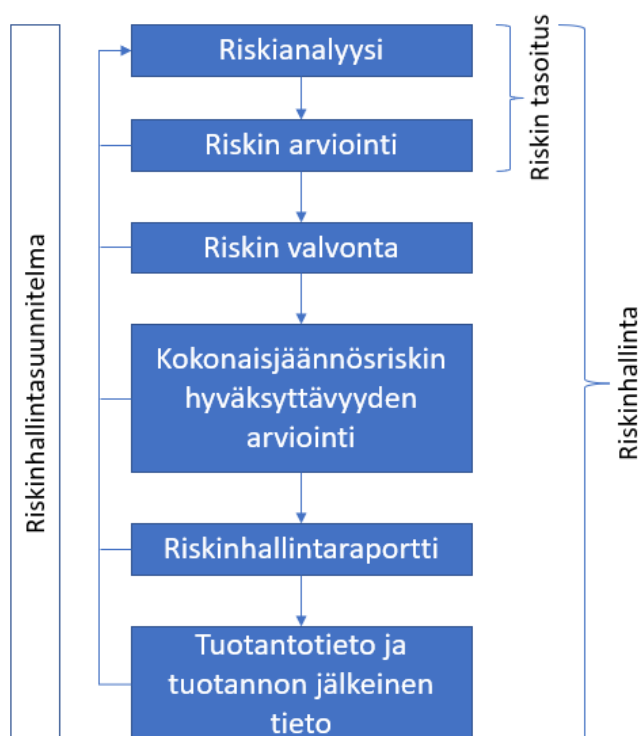 Riskinhallintasuunnitelma
Riskianalyysi
Riskin arviointi
Riskin valvonta
Kokonaisjäännösriskin
hyväksyttävyyden
arviointi
Riskinhallintaraportti
Tuotantotieto ja
tuotannon jälkeinen
tieto
Riskin tasoitus
Riskinhallinta